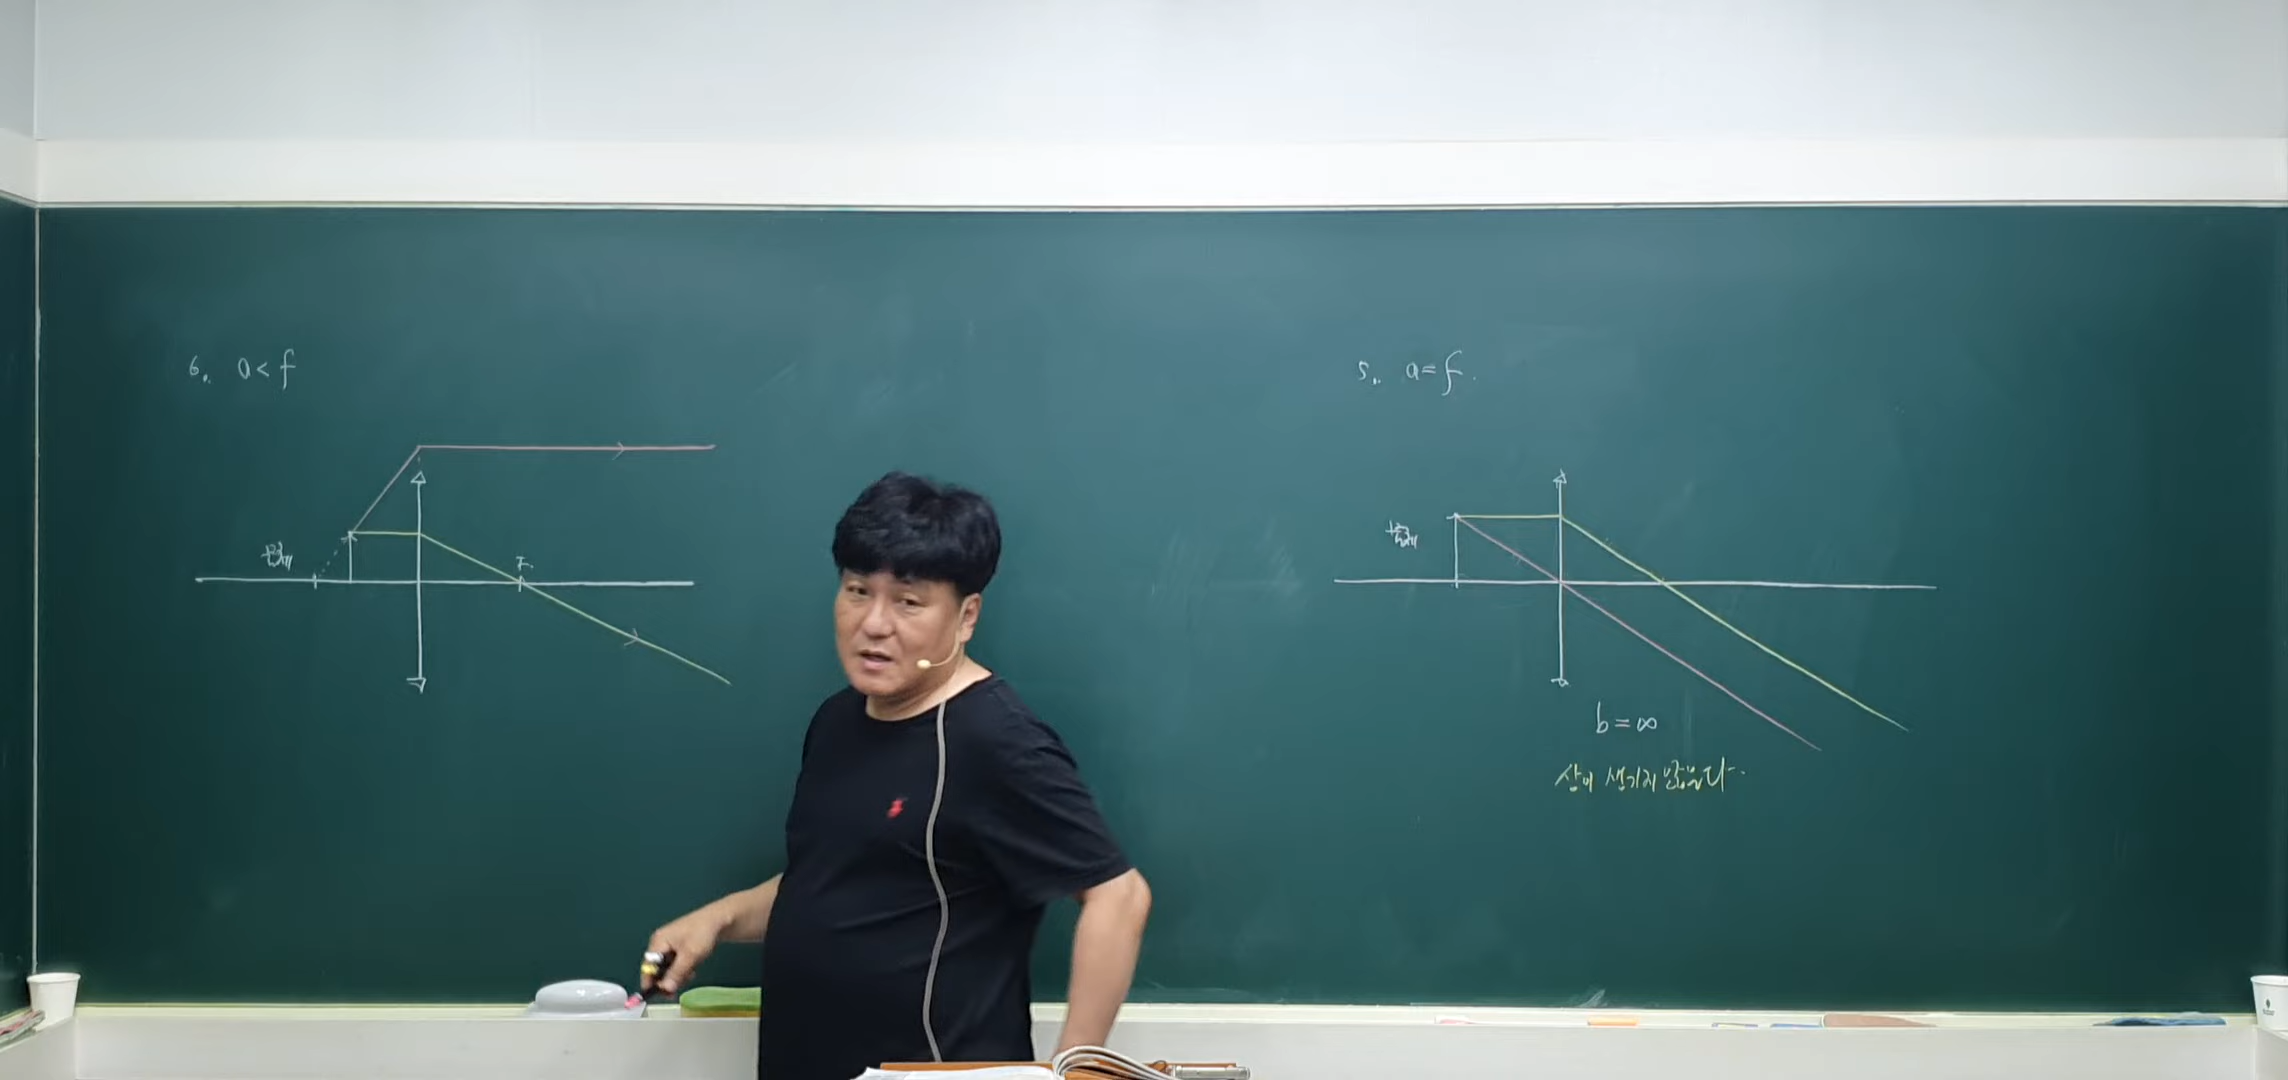 6. a < f
물체
F
5. a = f.
물체
b = ∞
상이 생기지 않는다.